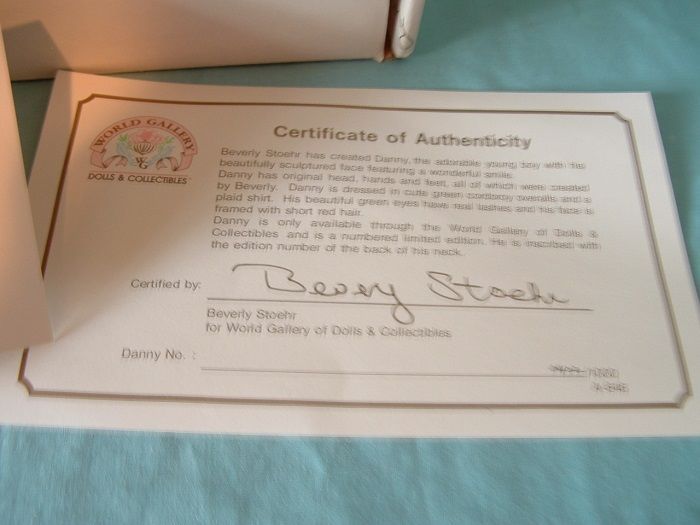 WORLD GALLERY
WG
DOLLS & COLLECTIBLES
Certificate of Authenticity
Beverly Stoehr has created Danny, the adorable young boy with his
beautifully sculptured face featuring a wonderful smile.
Danny has original head, hands and feet, all of which were created
by Beverly. Danny is dressed in cute green corduroy overalls and a
plaid shirt. His beautiful green eyes have real lashes and his face is
framed with short red hair.
Danny is only available through the World Gallery of Dolls &
Collectibles and is a numbered limited edition. He is inscribed with
the edition number of the back of his neck.
Certified by: Beverly Stoehr
Beverly Stoehr
for World Gallery of Dolls & Collectibles
Danny No. :